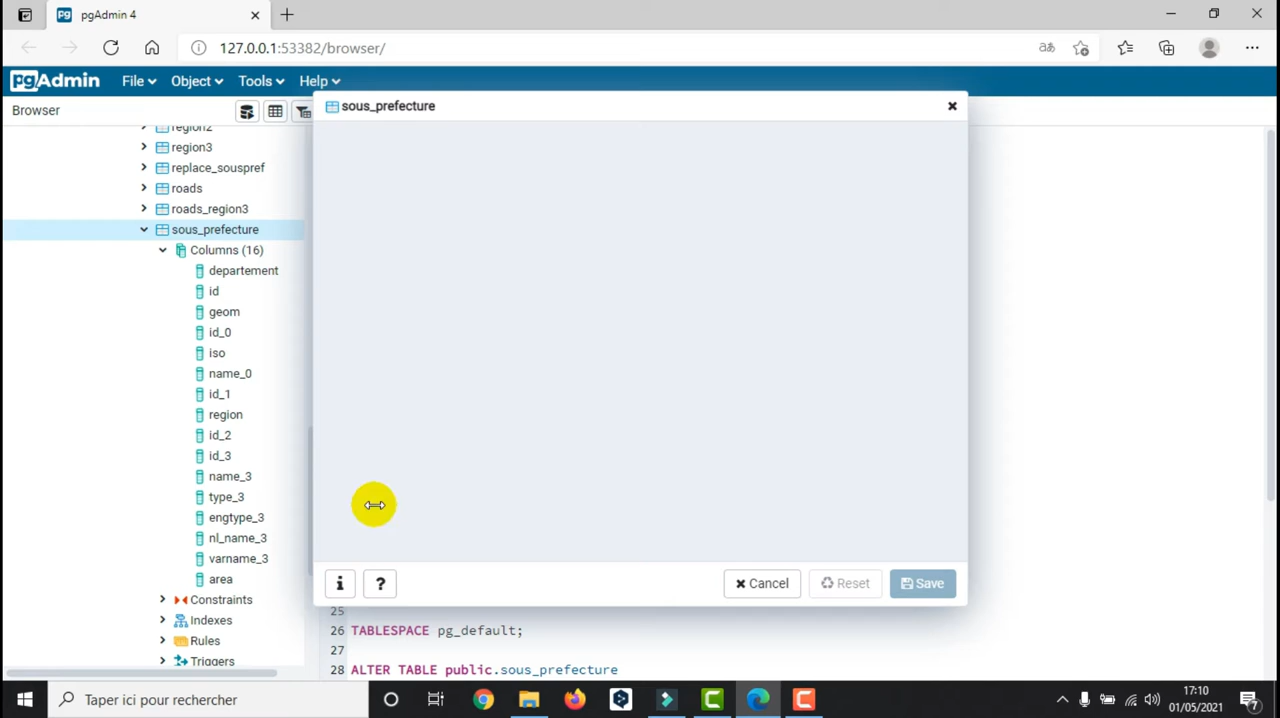 pgAdmin 4
127.0.0.1:53382/browser/
pgAdmin File Object Tools Help
Browser
sous_prefecture
region2
region3
replace_souspref
roads
roads_region3
sous_prefecture
Columns (16)
departement
id
geom
id_0
iso
name_0
id_1
region
id_2
id_3
name_3
type_3
engtype_3
nl_name_3
varname_3
area
Constraints
Indexes
Rules
Triggers
i ? Cancel Reset Save
25
26 TABLESPACE pg_default;
27
28 ALTER TABLE public.sous_prefecture
Taper ici pour rechercher
17:10
01/05/2021
7